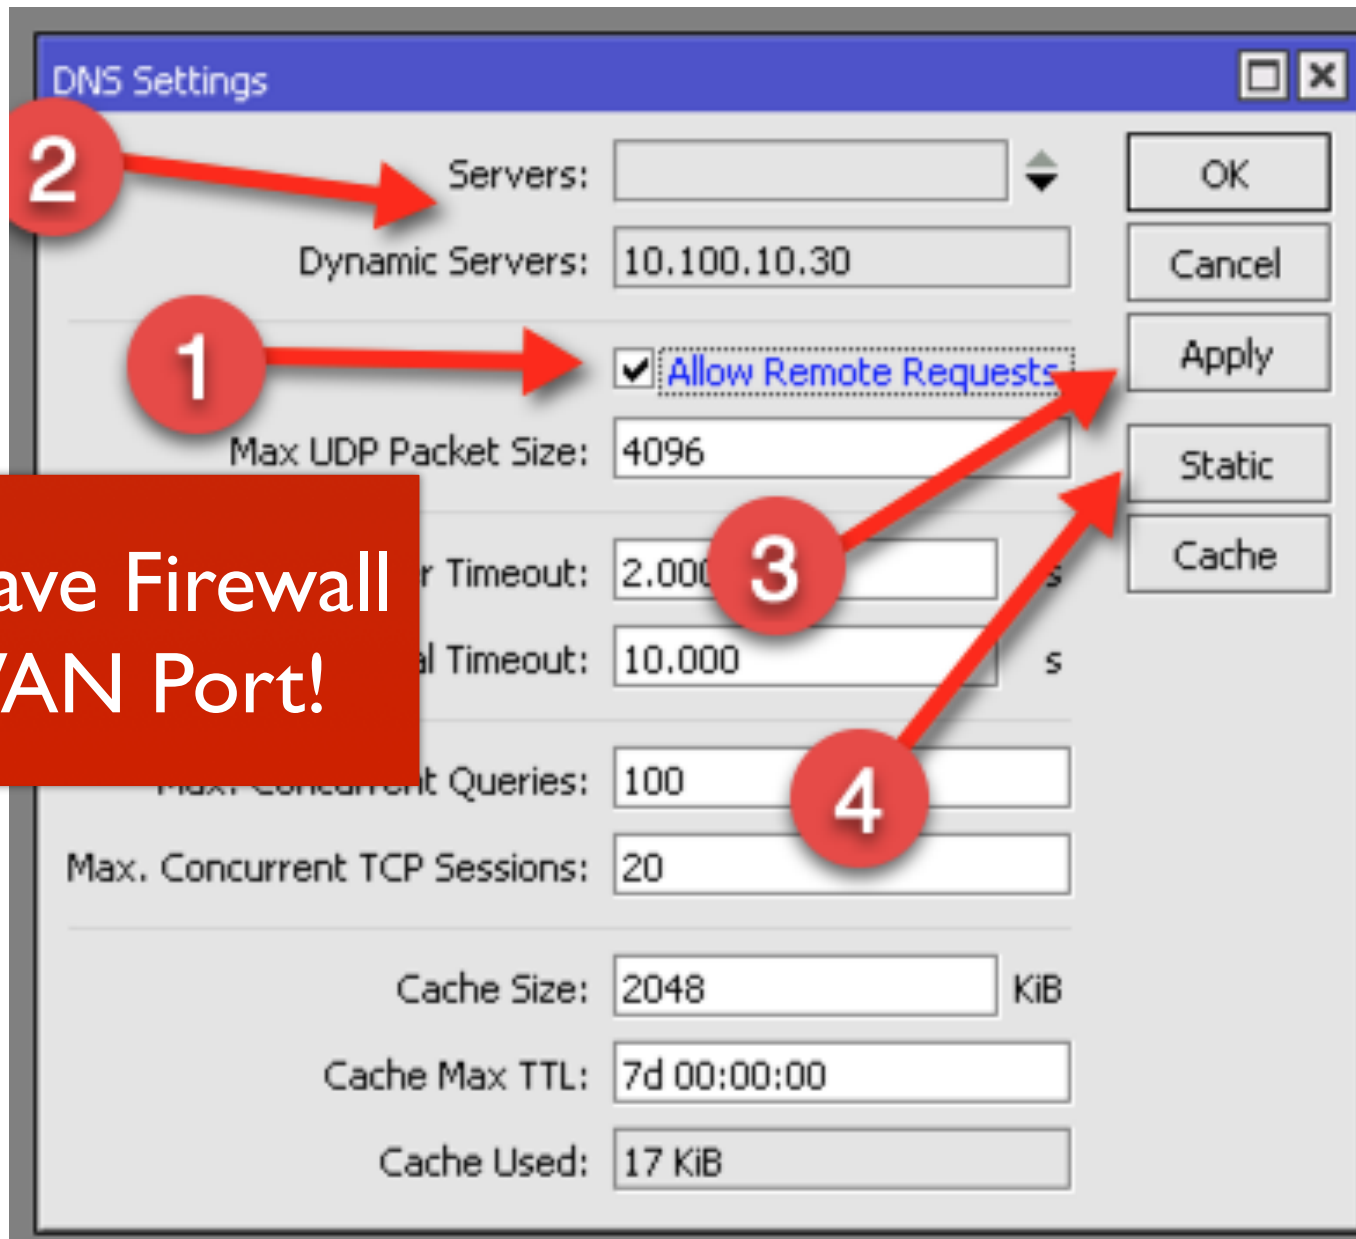 DNS Settings
2
Servers:
OK
Dynamic Servers: 10.100.10.30
Cancel
1
Allow Remote Requests
Apply
Max UDP Packet Size: 4096
Static
ave Firewall
r Timeout: 2.000 s
3
Cache
AN Port!
al Timeout: 10.000 s
Max. Concurrent Queries: 100
4
Max. Concurrent TCP Sessions: 20
Cache Size: 2048 KiB
Cache Max TTL: 7d 00:00:00
Cache Used: 17 KiB